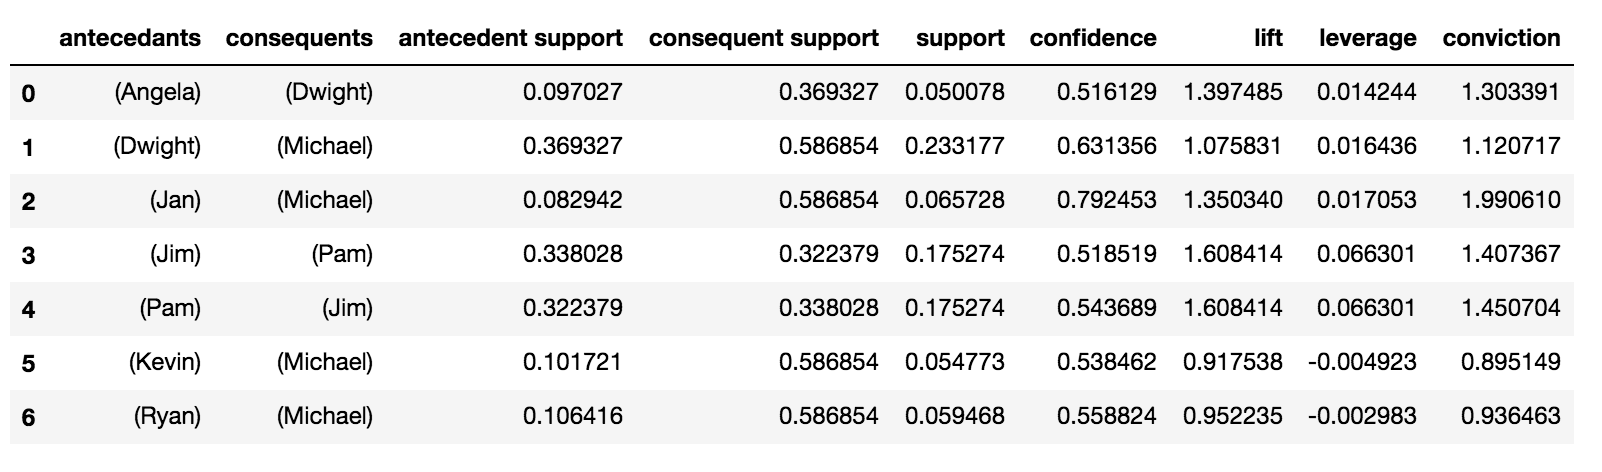 antecedants consequents antecedent support consequent support support confidence lift leverage conviction
0 (Angela) (Dwight) 0.097027 0.369327 0.050078 0.516129 1.397485 0.014244 1.303391
1 (Dwight) (Michael) 0.369327 0.586854 0.233177 0.631356 1.075831 0.016436 1.120717
2 (Jan) (Michael) 0.082942 0.586854 0.065728 0.792453 1.350340 0.017053 1.990610
3 (Jim) (Pam) 0.338028 0.322379 0.175274 0.518519 1.608414 0.066301 1.407367
4 (Pam) (Jim) 0.322379 0.338028 0.175274 0.543689 1.608414 0.066301 1.450704
5 (Kevin) (Michael) 0.101721 0.586854 0.054773 0.538462 0.917538 -0.004923 0.895149
6 (Ryan) (Michael) 0.106416 0.586854 0.059468 0.558824 0.952235 -0.002983 0.936463